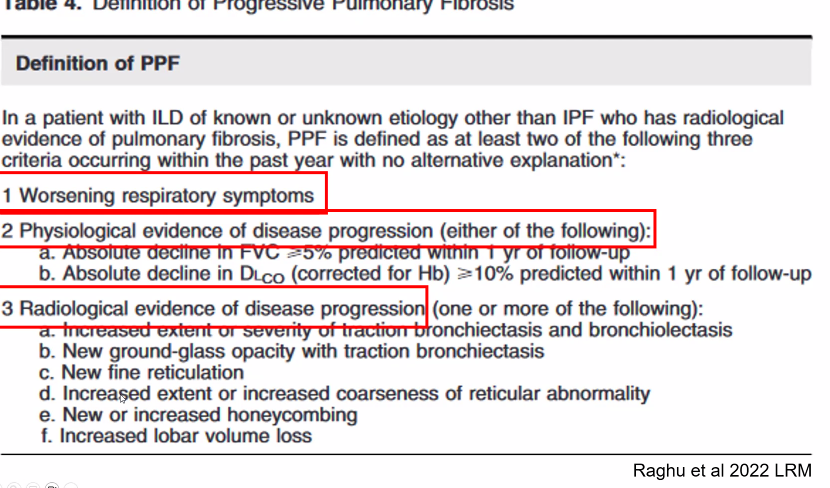 Table 4. Definition of Progressive Pulmonary Fibrosis
Definition of PPF
In a patient with ILD of known or unknown etiology other than IPF who has radiological
evidence of pulmonary fibrosis, PPF is defined as at least two of the following three
criteria occurring within the past year with no alternative explanation*:
1 Worsening respiratory symptoms
2 Physiological evidence of disease progression (either of the following):
a. Absolute decline in FVC ≥5% predicted within 1 yr of follow-up
b. Absolute decline in DLCO (corrected for Hb) ≥10% predicted within 1 yr of follow-up
3 Radiological evidence of disease progression (one or more of the following):
a. Increased extent or severity of traction bronchiectasis and bronchiolectasis
b. New ground-glass opacity with traction bronchiectasis
c. New fine reticulation
d. Increased extent or increased coarseness of reticular abnormality
e. New or increased honeycombing
f. Increased lobar volume loss
Raghu et al 2022 LRM